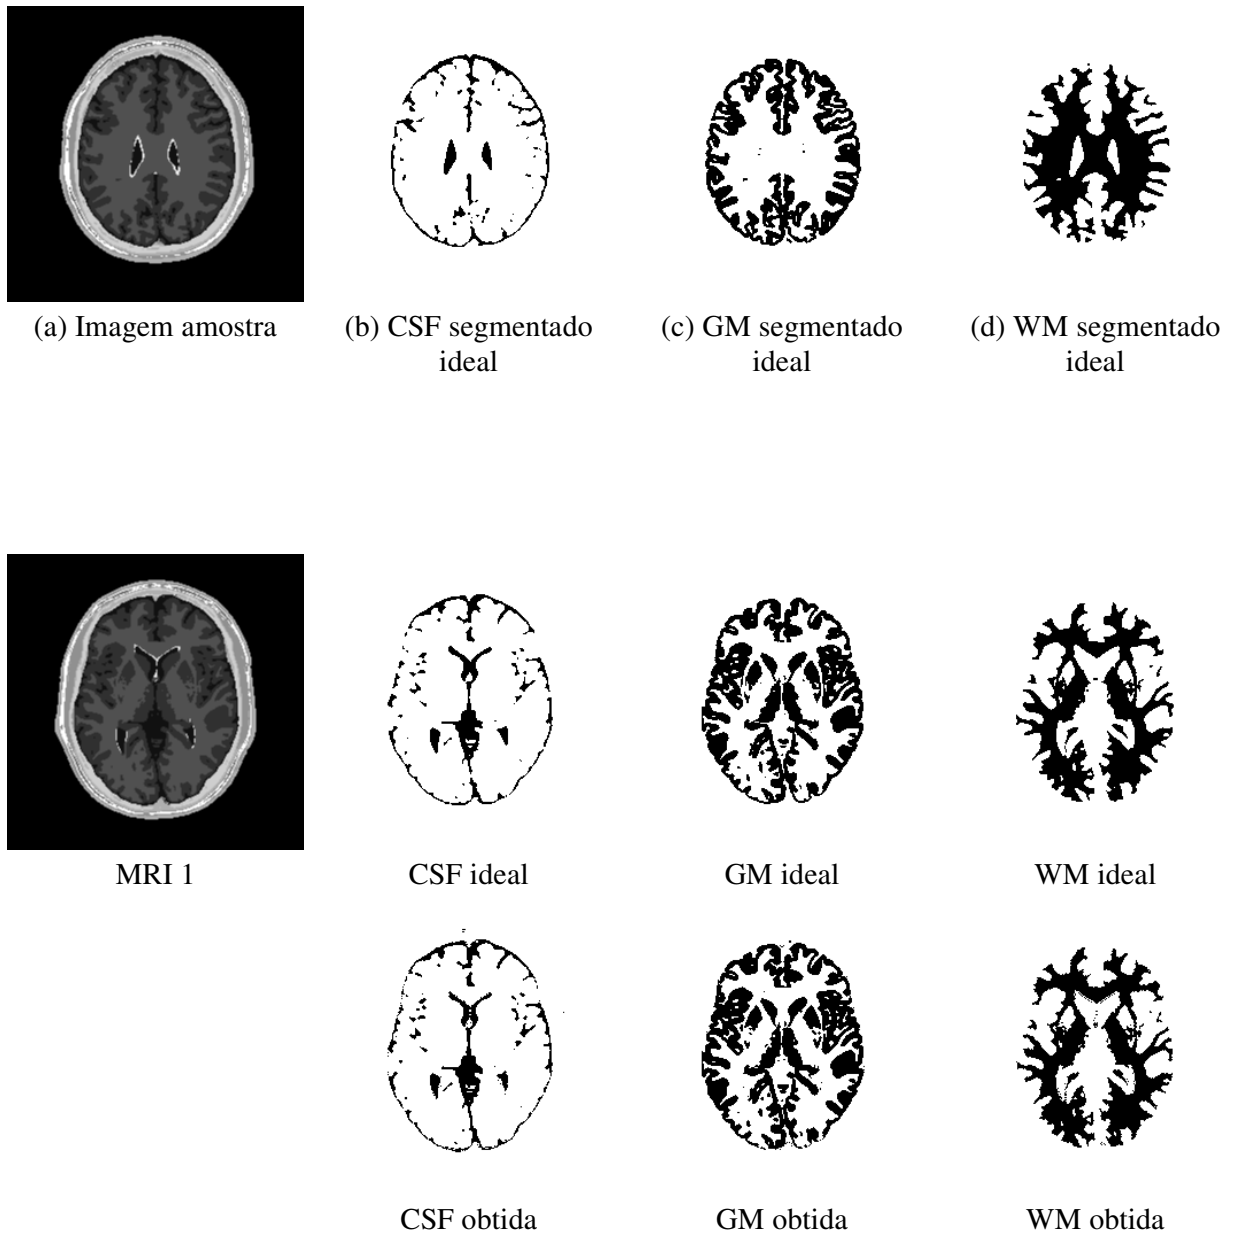 (a) Imagem amostra
(b) CSF segmentado
ideal
(c) GM segmentado
ideal
(d) WM segmentado
ideal
MRI 1
CSF ideal
GM ideal
WM ideal
CSF obtida
GM obtida
WM obtida